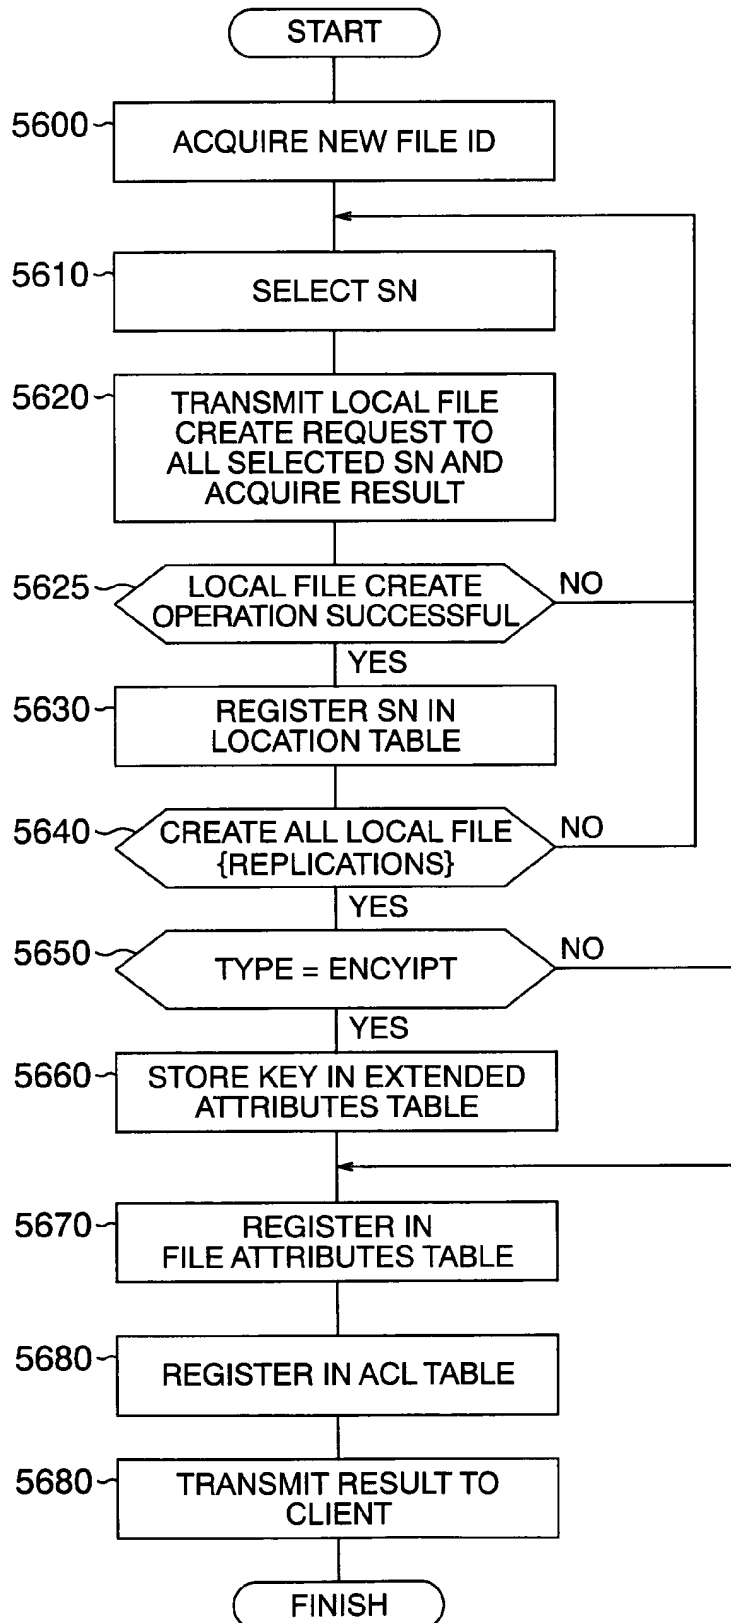 START
5600
ACQUIRE NEW FILE ID
5610
SELECT SN
5620
TRANSMIT LOCAL FILE
CREATE REQUEST TO
ALL SELECTED SN AND
ACQUIRE RESULT
5625
LOCAL FILE CREATE
OPERATION SUCCESSFUL
NO
YES
5630
REGISTER SN IN
LOCATION TABLE
5640
CREATE ALL LOCAL FILE
{REPLICATIONS}
NO
YES
5650
TYPE = ENCYIPT
NO
YES
5660
STORE KEY IN EXTENDED
ATTRIBUTES TABLE
5670
REGISTER IN
FILE ATTRIBUTES TABLE
5680
REGISTER IN ACL TABLE
5680
TRANSMIT RESULT TO
CLIENT
FINISH